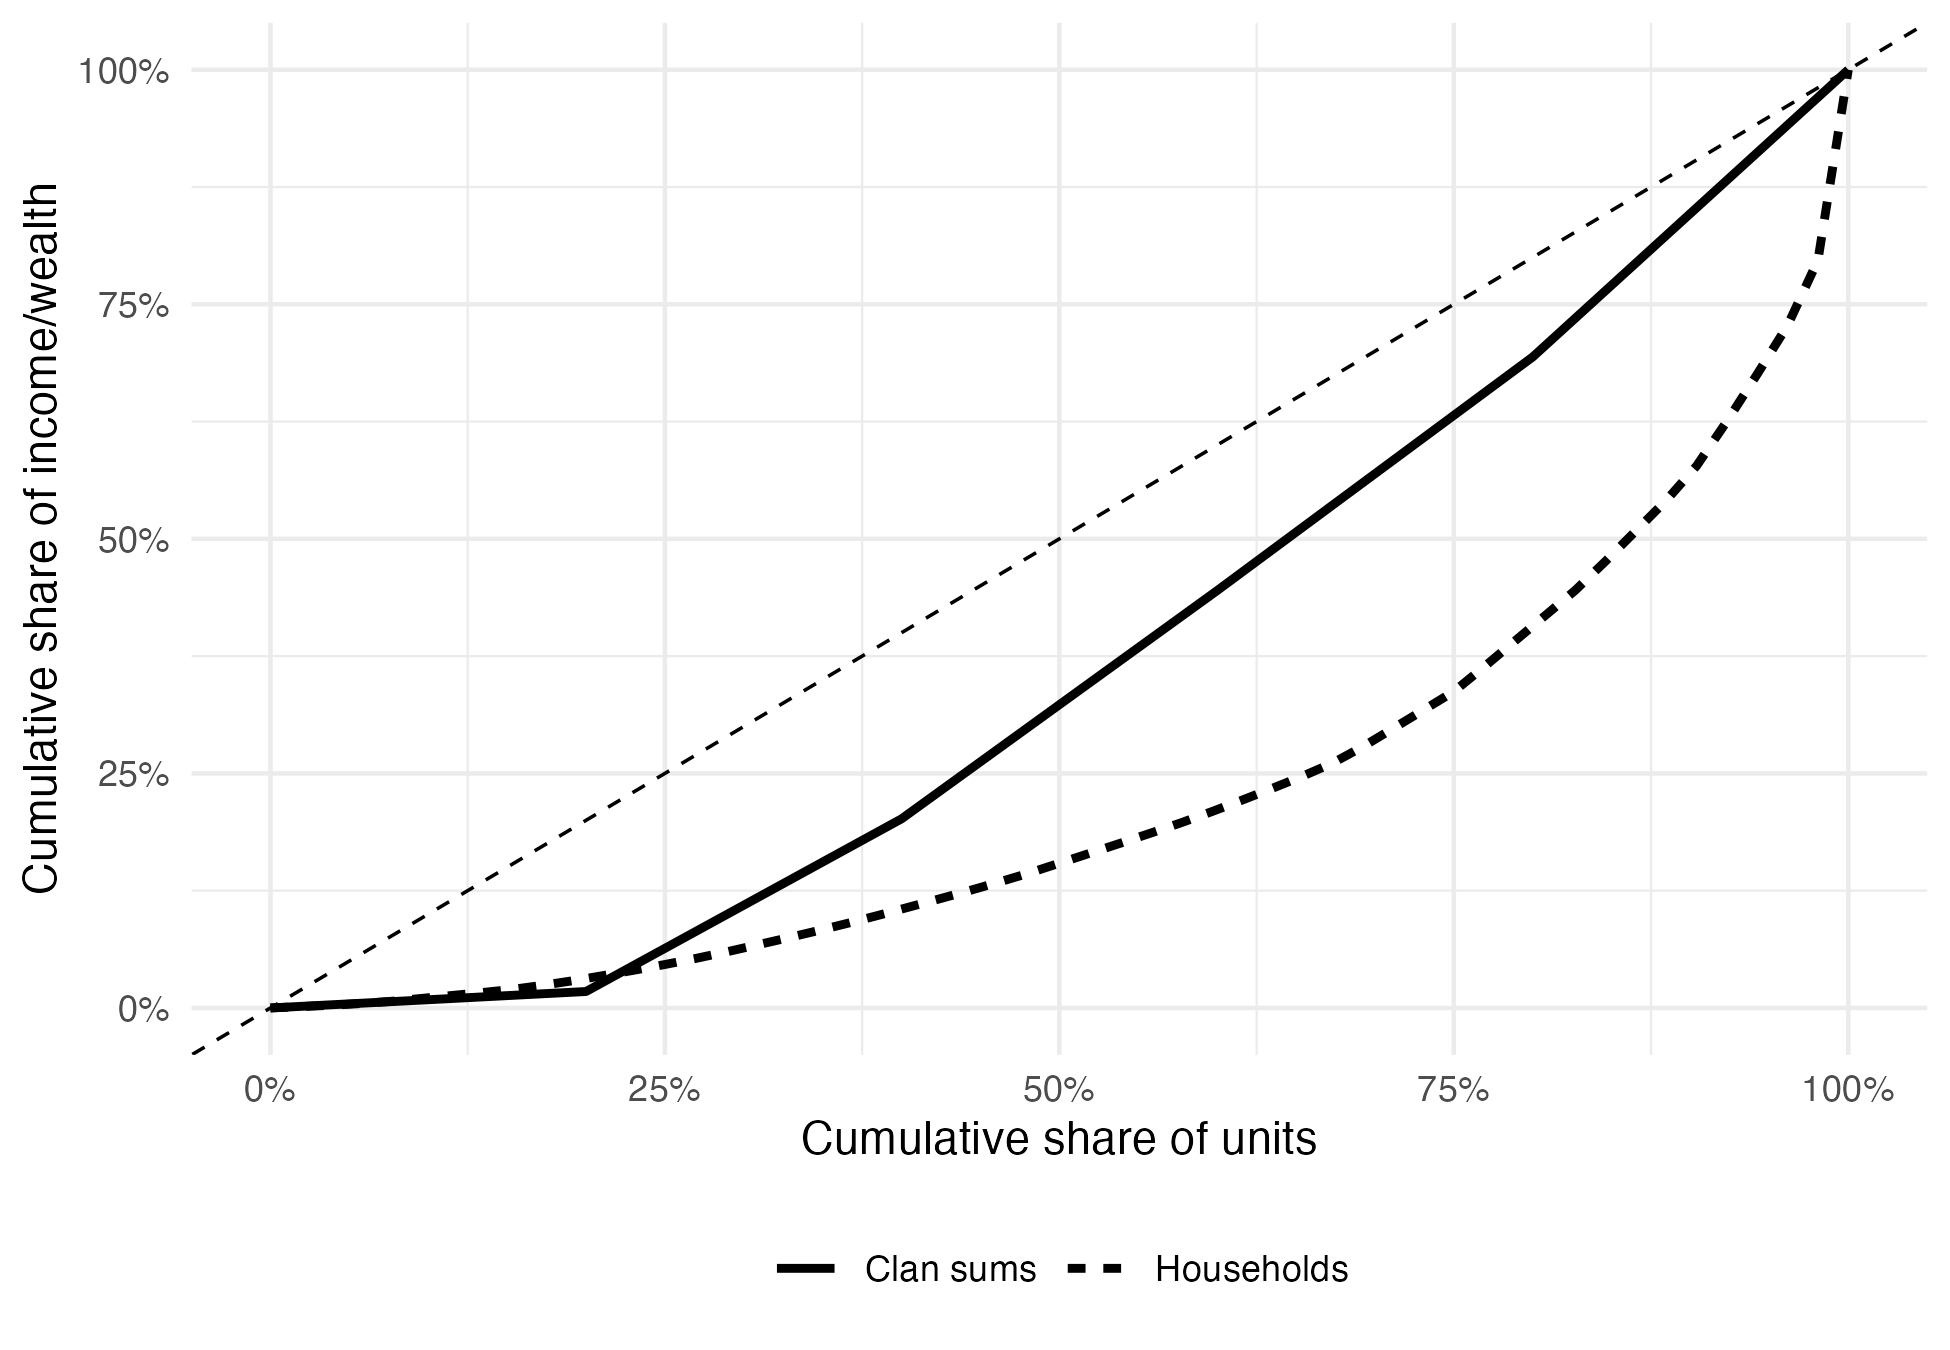 100%
75%
50%
25%
0%
Cumulative share of income/wealth
0% 25% 50% 75% 100%
Cumulative share of units
Clan sums Households